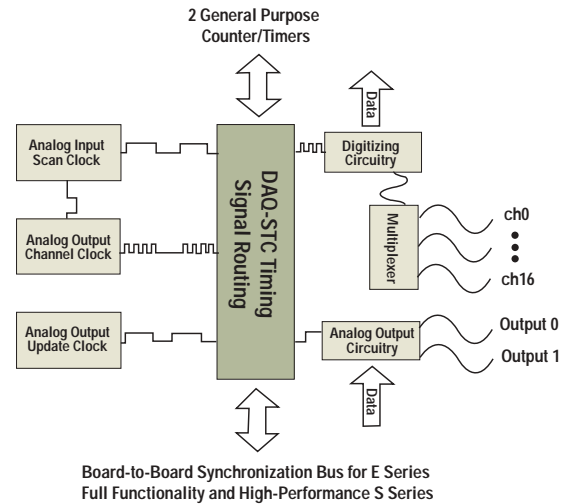 2 General Purpose
Counter/Timers
Data
Analog Input
Scan Clock
Digitizing
Circuitry
DAQ-STC Timing
Signal Routing
Multiplexer
ch0
ch16
Analog Output
Channel Clock
Analog Output
Update Clock
Analog Output
Circuitry
Output 0
Output 1
Data
Board-to-Board Synchronization Bus for E Series
Full Functionality and High-Performance S Series